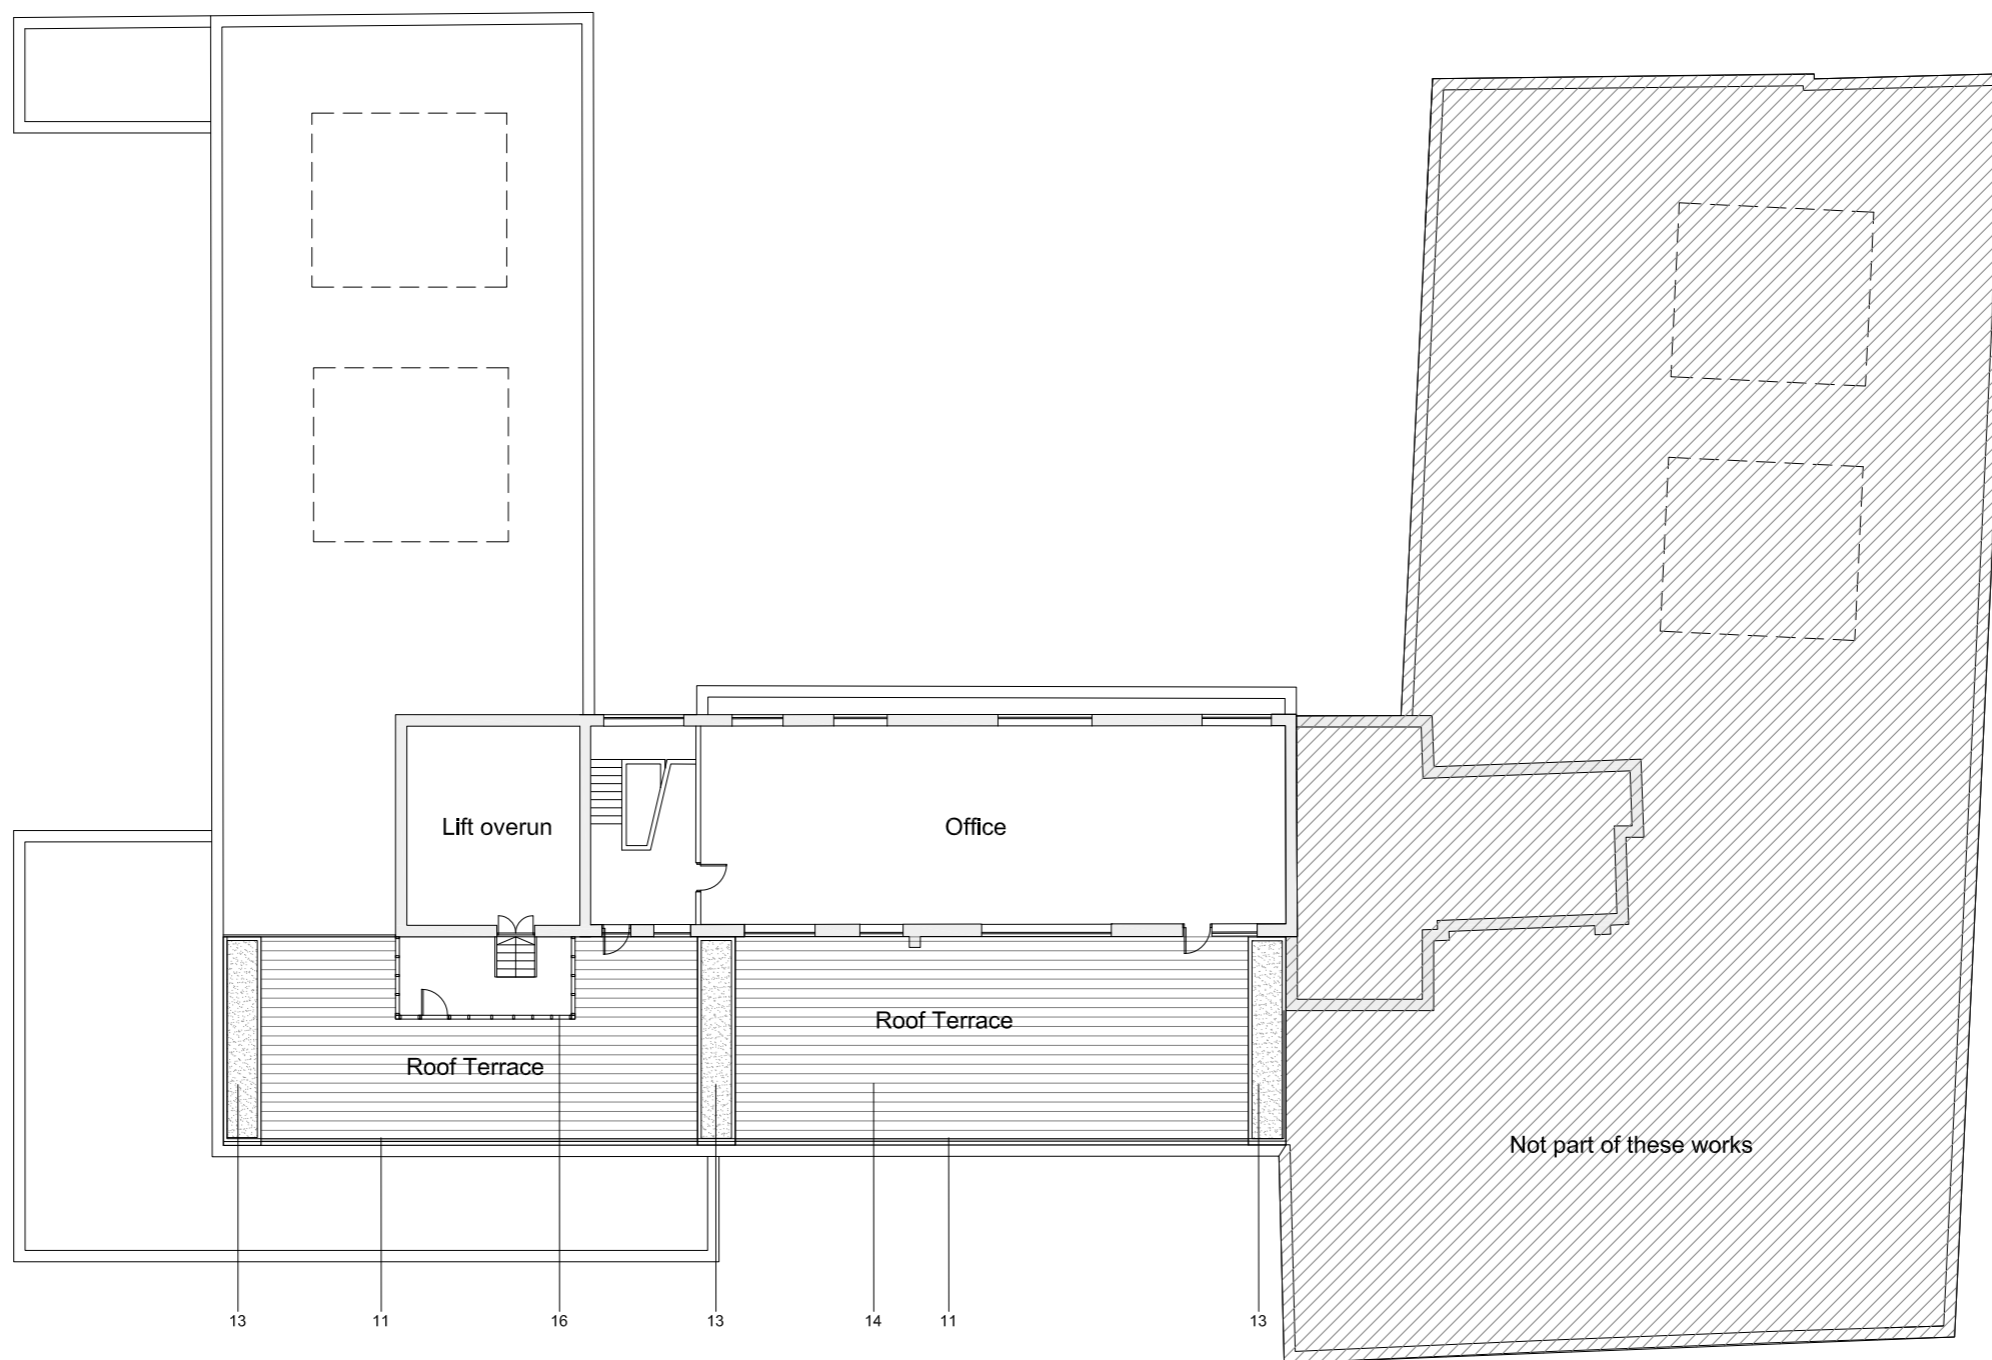 Lift overun
Office
Roof Terrace
Roof Terrace
Not part of these works
13
11
16
13
14
11
13